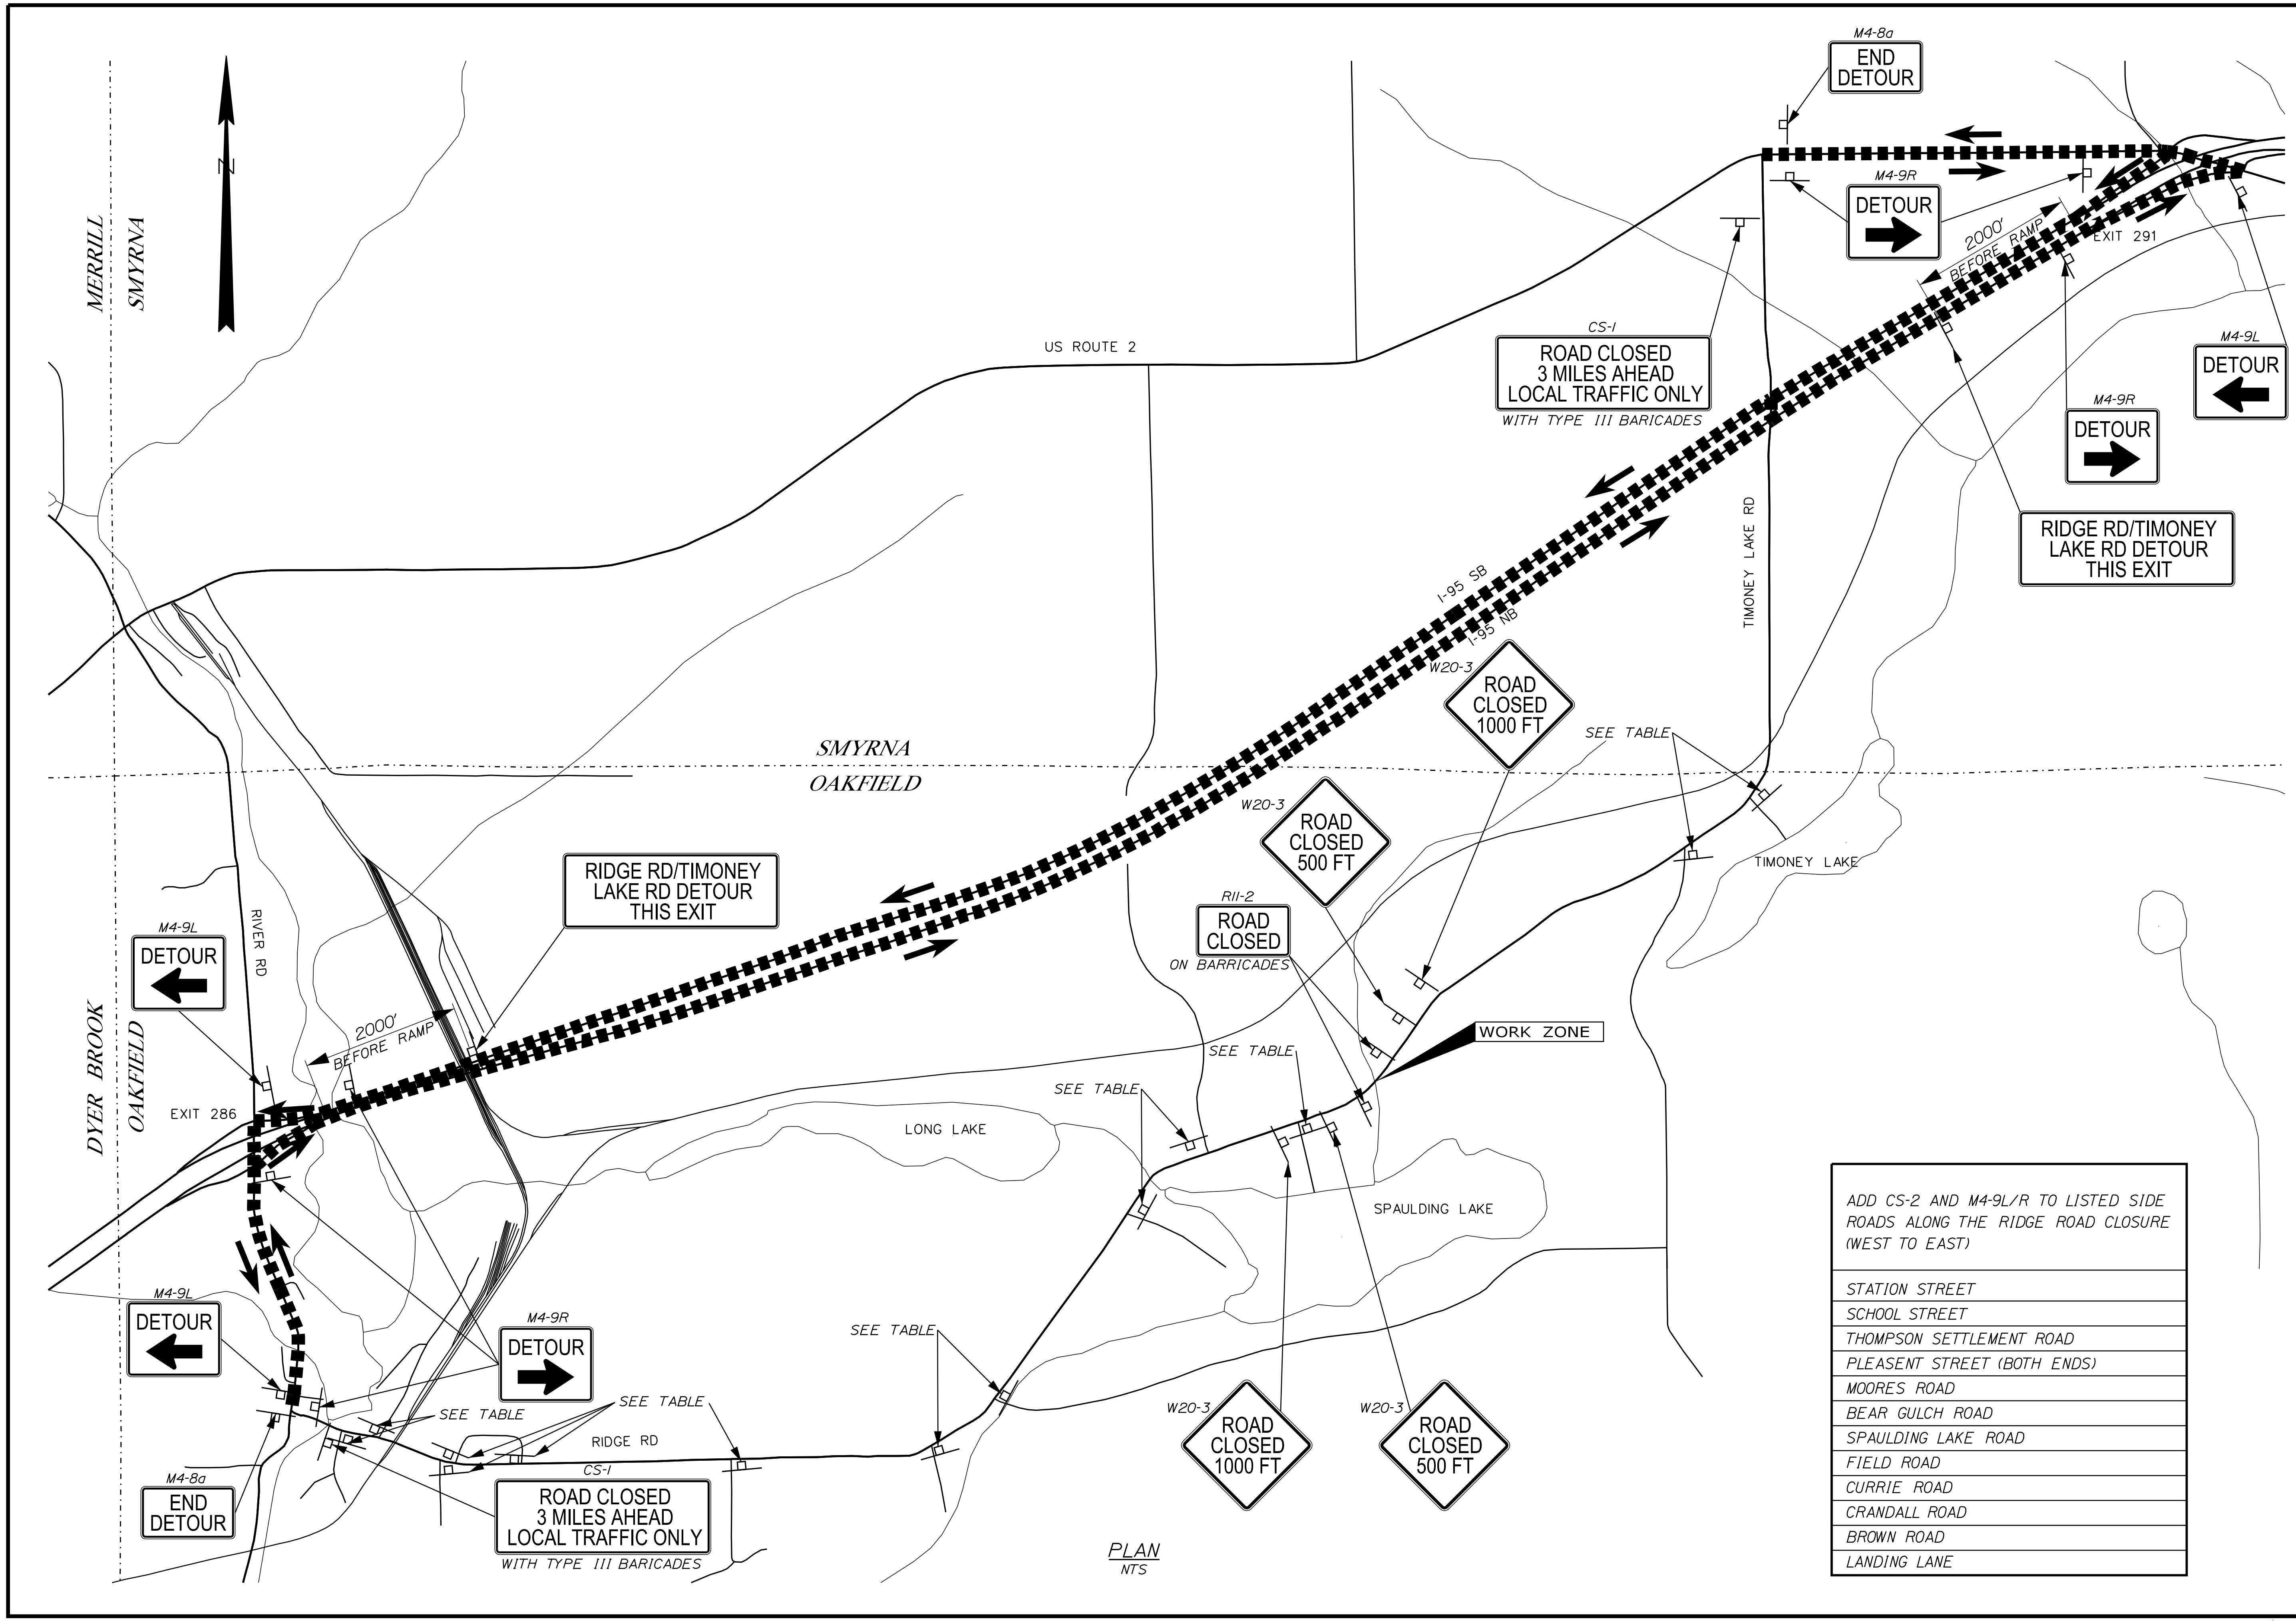 M4-8a
END
DETOUR
N
MERRILL
SMYRNA
M4-9R
DETOUR
2000'
BEFORE RAMP
EXIT 291
US ROUTE 2
CS-1
ROAD CLOSED
3 MILES AHEAD
LOCAL TRAFFIC ONLY
WITH TYPE III BARICADES
M4-9L
DETOUR
M4-9R
DETOUR
TIMONEY LAKE RD
RIDGE RD/TIMONEY
LAKE RD DETOUR
THIS EXIT
I-95 SB
I-95 NB
W20-3
ROAD
CLOSED
1000 FT
SEE TABLE
SMYRNA
OAKFIELD
W20-3
ROAD
CLOSED
500 FT
TIMONEY LAKE
RIDGE RD/TIMONEY
LAKE RD DETOUR
THIS EXIT
R11-2
ROAD
CLOSED
ON BARRICADES
RIVER RD
M4-9L
DETOUR
2000'
BEFORE RAMP
DYER BROOK
OAKFIELD
WORK ZONE
SEE TABLE
SEE TABLE
EXIT 286
LONG LAKE
SPAULDING LAKE
M4-9L
DETOUR
M4-9R
DETOUR
SEE TABLE
SEE TABLE
SEE TABLE
RIDGE RD
M4-8a
END
DETOUR
CS-1
ROAD CLOSED
3 MILES AHEAD
LOCAL TRAFFIC ONLY
WITH TYPE III BARICADES
W20-3
ROAD
CLOSED
1000 FT
W20-3
ROAD
CLOSED
500 FT
PLAN
NTS
ADD CS-2 AND M4-9L/R TO LISTED SIDE
ROADS ALONG THE RIDGE ROAD CLOSURE
(WEST TO EAST)
STATION STREET
SCHOOL STREET
THOMPSON SETTLEMENT ROAD
PLEASENT STREET (BOTH ENDS)
MOORES ROAD
BEAR GULCH ROAD
SPAULDING LAKE ROAD
FIELD ROAD
CURRIE ROAD
CRANDALL ROAD
BROWN ROAD
LANDING LANE